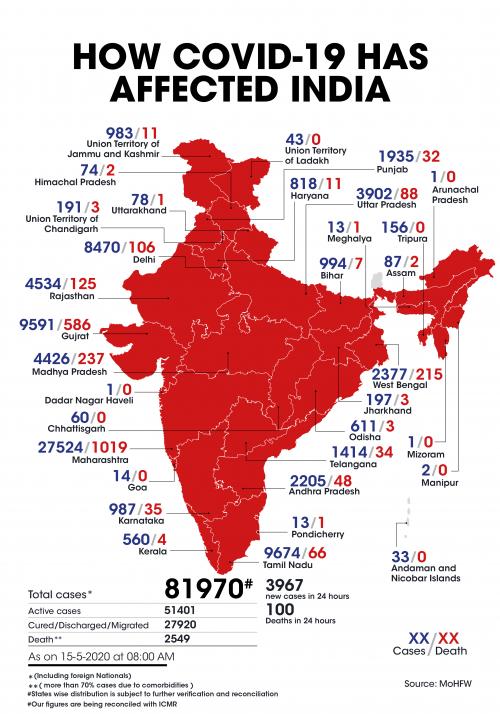 HOW COVID-19 HAS
AFFECTED INDIA
983/11
Union Territory of
Jammu and Kashmir
43/0
Union Territory
of Ladakh
1935/32
Punjab
74/2
Himachal Pradesh
818/11
Haryana
1/0
Arunachal
Pradesh
3902/88
Uttar Pradesh
78/1
Uttarakhand
191/3
Union Territory of
Chandigarh
13/1
Meghalya
156/0
Tripura
8470/106
Delhi
994/7
Bihar
87/2
Assam
4534/125
Rajasthan
9591/586
Gujrat
4426/237
Madhya Pradesh
2377/215
West Bengal
1/0
Dadar Nagar Haveli
197/3
Jharkhand
60/0
Chhattisgarh
611/3
Odisha
27524/1019
Maharashtra
1414/34
Telangana
1/0
Mizoram
14/0
Goa
2205/48
Andhra Pradesh
2/0
Manipur
987/35
Karnataka
13/1
Pondicherry
560/4
Kerala
9674/66
Tamil Nadu
33/0
Andaman and
Nicobar Islands
Total cases* 81970#
3967
new cases in 24 hours
100
Deaths in 24 hours
Active cases 51401
Cured/Discharged/Migrated 27920
Death** 2549
As on 15-5-2020 at 08:00 AM
XX/XX
Cases/Death
* (Including foreign Nationals)
** ( more than 70% cases due to comorbidities )
#States wise distribution is subject to further verification and reconciliation
#Our figures are being reconciled with ICMR
Source: MoHFW